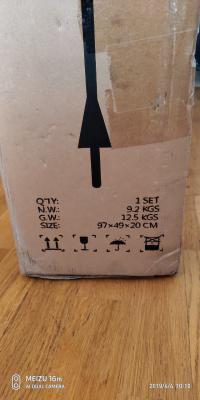 Q'TY: 1 SET
N.W.: 9.2 KGS
G.W.: 12.5 KGS
SIZE: 97×49×20 CM
MEIZU 16th
AI DUAL CAMERA
2019/4/4 10:10